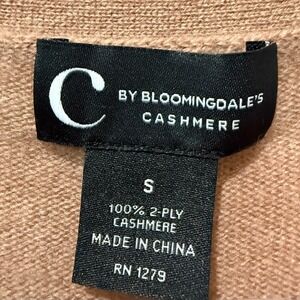 C
BY BLOOMINGDALE'S
CASHMERE
S
100% 2-PLY
CASHMERE
MADE IN CHINA
RN 1279